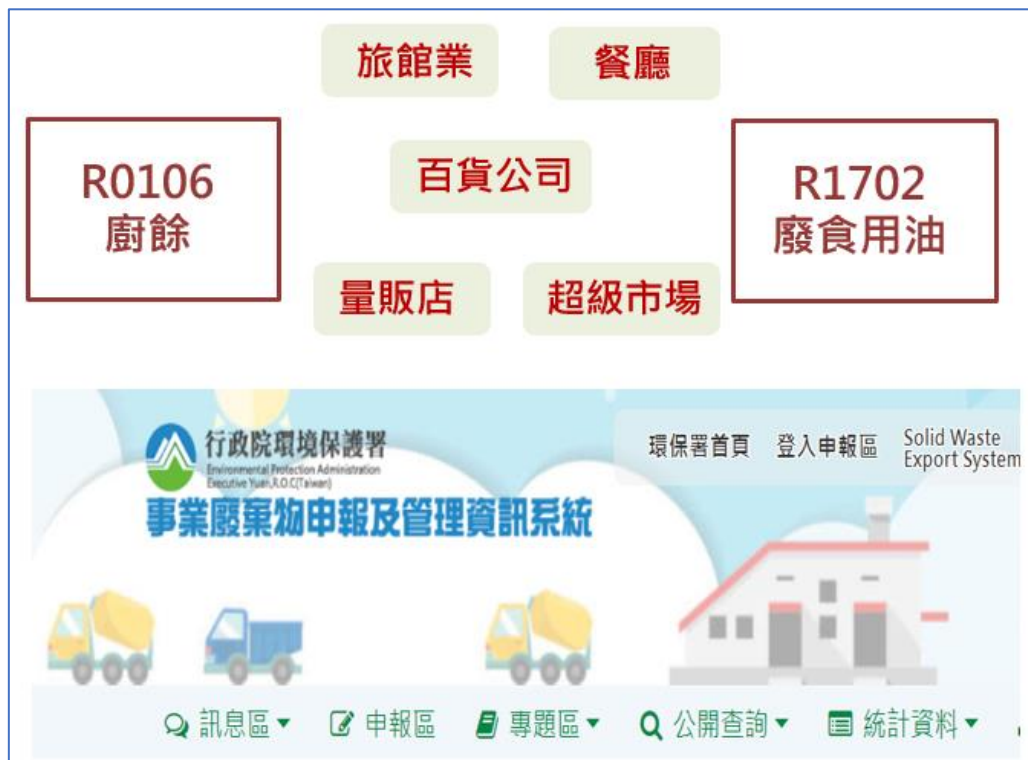 旅館業
餐廳
R0106
廚餘
百貨公司
R1702
廢食用油
量販店
超級市場
行政院環境保護署
Environmental Protection Administration
Executive Yuan,R.O.C(Taiwan)
事業廢棄物申報及管理資訊系統
環保署首頁
登入申報區
Solid Waste
Export System
訊息區
申報區
專題區
公開查詢
統計資料